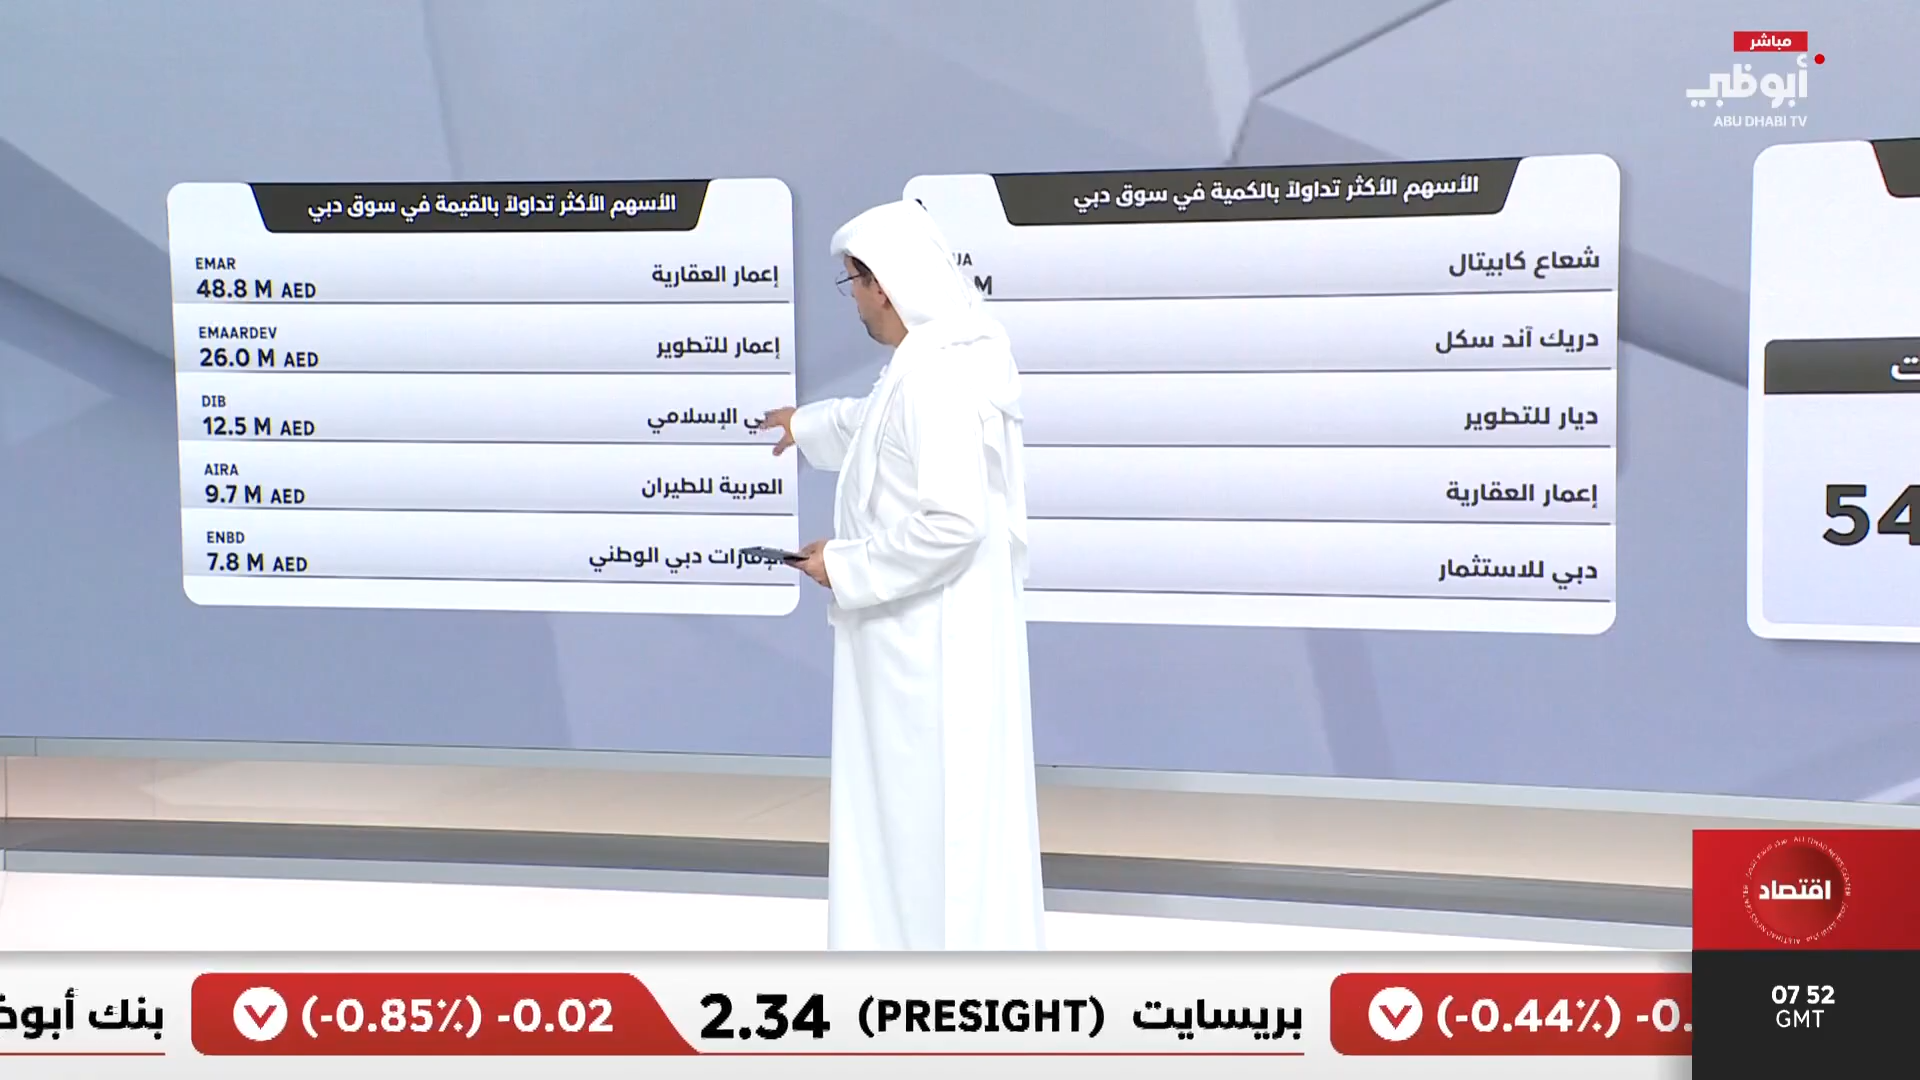 مباشر
أبوظبي
ABU DHABI TV
الأسهم الأكثر تداولاً بالكمية في سوق دبي
شعاع كابيتال
M
دريك آند سكل
ديار للتطوير
إعمار العقارية
دبي للاستثمار
الأسهم الأكثر تداولاً بالقيمة في سوق دبي
إعمار العقارية
EMAR
48.8 M AED
إعمار للتطوير
EMAARDEV
26.0 M AED
الإسلامي
DIB
12.5 M AED
العربية للطيران
AIRA
9.7 M AED
دبي الوطني
ENBD
7.8 M AED
54
اقتصاد
07 52
GMT
(-0.44%) -0.
بريسايت (PRESIGHT) 2.34
-0.02 (-0.85%)
بنك